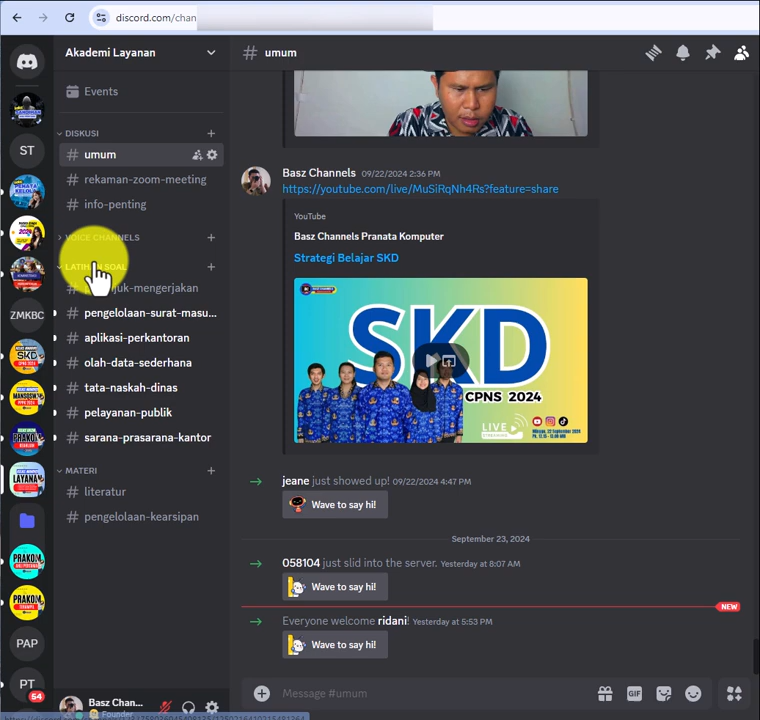 discord.com/chan
Akademi Layanan
# umum
Events
DISKUSI
# umum
# rekaman-zoom-meeting
# info-penting
VOICE CHANNELS
LATIHAN SOAL
-mengerjakan
# pengelolaan-surat-masu...
# aplikasi-perkantoran
# olah-data-sederhana
# tata-naskah-dinas
# pelayanan-publik
# sarana-prasarana-kantor
MATERI
# literatur
# pengelolaan-kearsipan
ST
ZMKBC
PAP
PT
54
Basz Chan...
Founder
Basz Channels 09/22/2024 2:36 PM
https://youtube.com/live/MuSiRqNh4Rs?feature=share
YouTube
Basz Channels Pranata Komputer
Strategi Belajar SKD
SKD
CPNS 2024
LIVE
jeane just showed up! 09/22/2024 4:47 PM
Wave to say hi!
September 23, 2024
058104 just slid into the server. Yesterday at 8:07 AM
Wave to say hi!
NEW
Everyone welcome ridani! Yesterday at 5:53 PM
Wave to say hi!
Message #umum
GIF